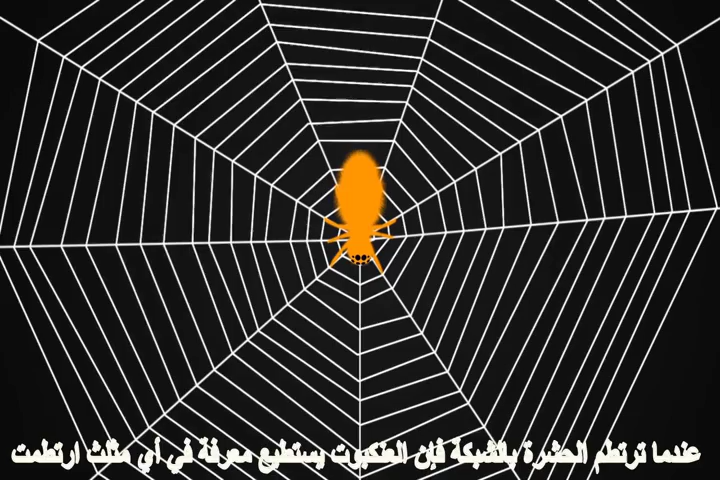 عندما ترتطم الحشرة بالشبكة فإن العنكبوت يستطيع معرفة في أي مثلث ارتطمت